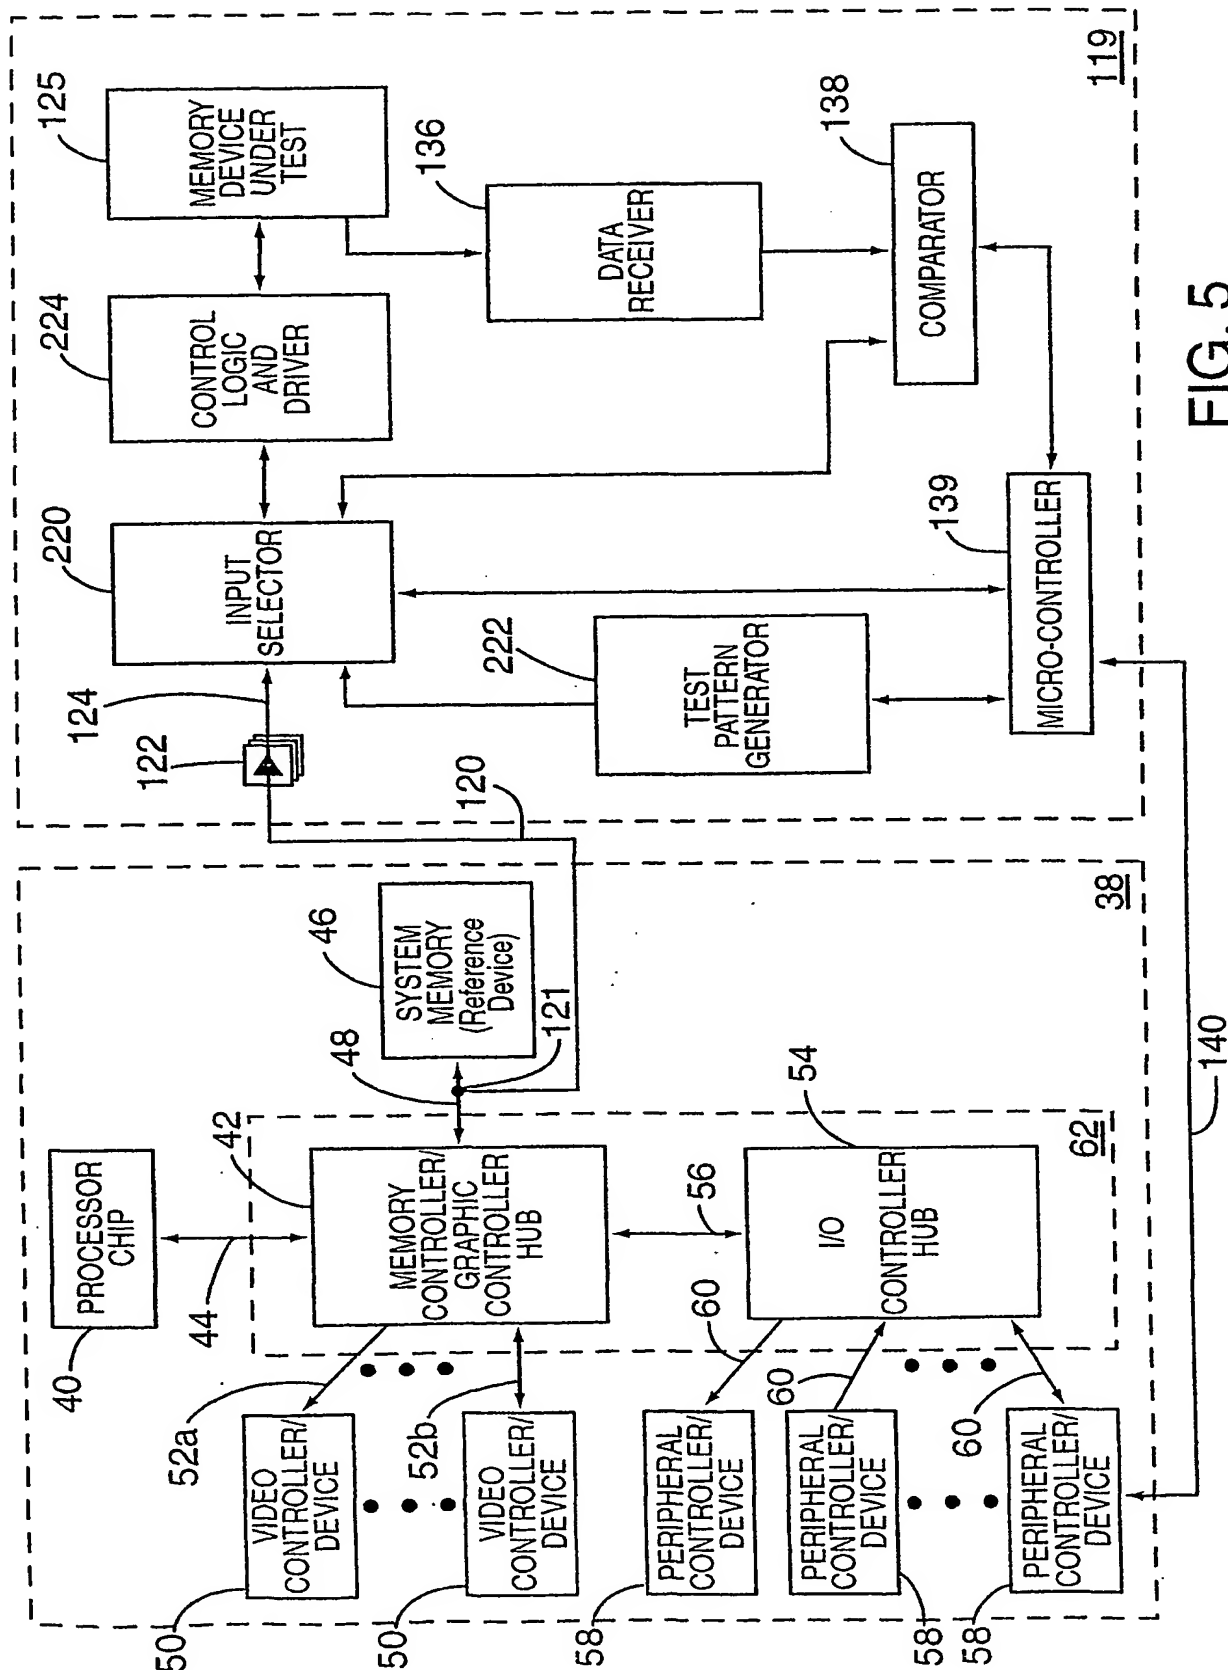 40
PROCESSOR
CHIP
44
42
MEMORY
CONTROLLER/
GRAPHIC
CONTROLLER
HUB
48
46
SYSTEM
MEMORY
(Reference
Device)
121
120
50
VIDEO
CONTROLLER/
DEVICE
52a
50
VIDEO
CONTROLLER/
DEVICE
52b
56
54
I/O
CONTROLLER
HUB
62
58
PERIPHERAL
CONTROLLER/
DEVICE
60
58
PERIPHERAL
CONTROLLER/
DEVICE
60
58
PERIPHERAL
CONTROLLER/
DEVICE
60
38
140
122
124
220
INPUT
SELECTOR
224
CONTROL
LOGIC
AND
DRIVER
125
MEMORY
DEVICE
UNDER
TEST
222
TEST
PATTERN
GENERATOR
136
DATA
RECEIVER
139
MICRO-CONTROLLER
138
COMPARATOR
119
FIG. 5